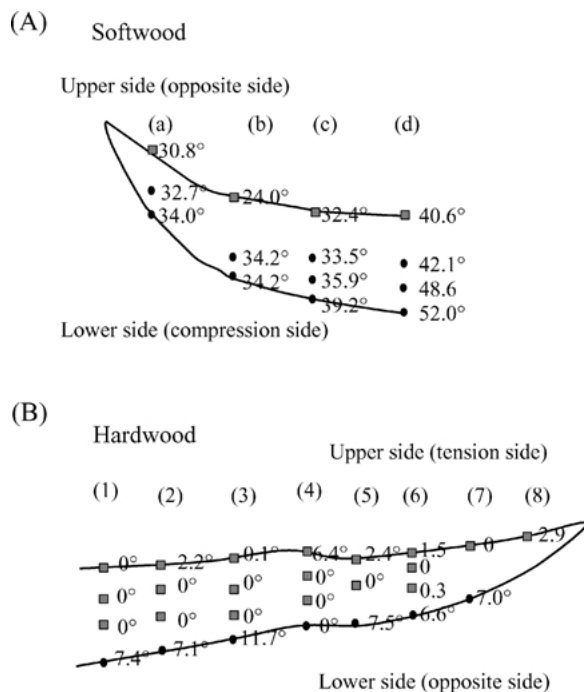 (A)
Softwood
Upper side (opposite side)
(a) (b) (c) (d)
30.8°
32.7° 24.0° 32.4° 40.6°
34.0°
34.2° 33.5° 42.1°
34.2° 35.9° 48.6
39.2° 52.0°
Lower side (compression side)
(B)
Hardwood
Upper side (tension side)
(1) (2) (3) (4) (5) (6) (7) (8)
0° 2.2° 0.1° 6.4° 2.4° 1.5 0 2.9
0° 0° 0° 0° 0° 0
0° 0° 0° 0° 0.3
7.4° 7.1° 11.7° 0° 7.5° 6.6° 7.0°
Lower side (opposite side)